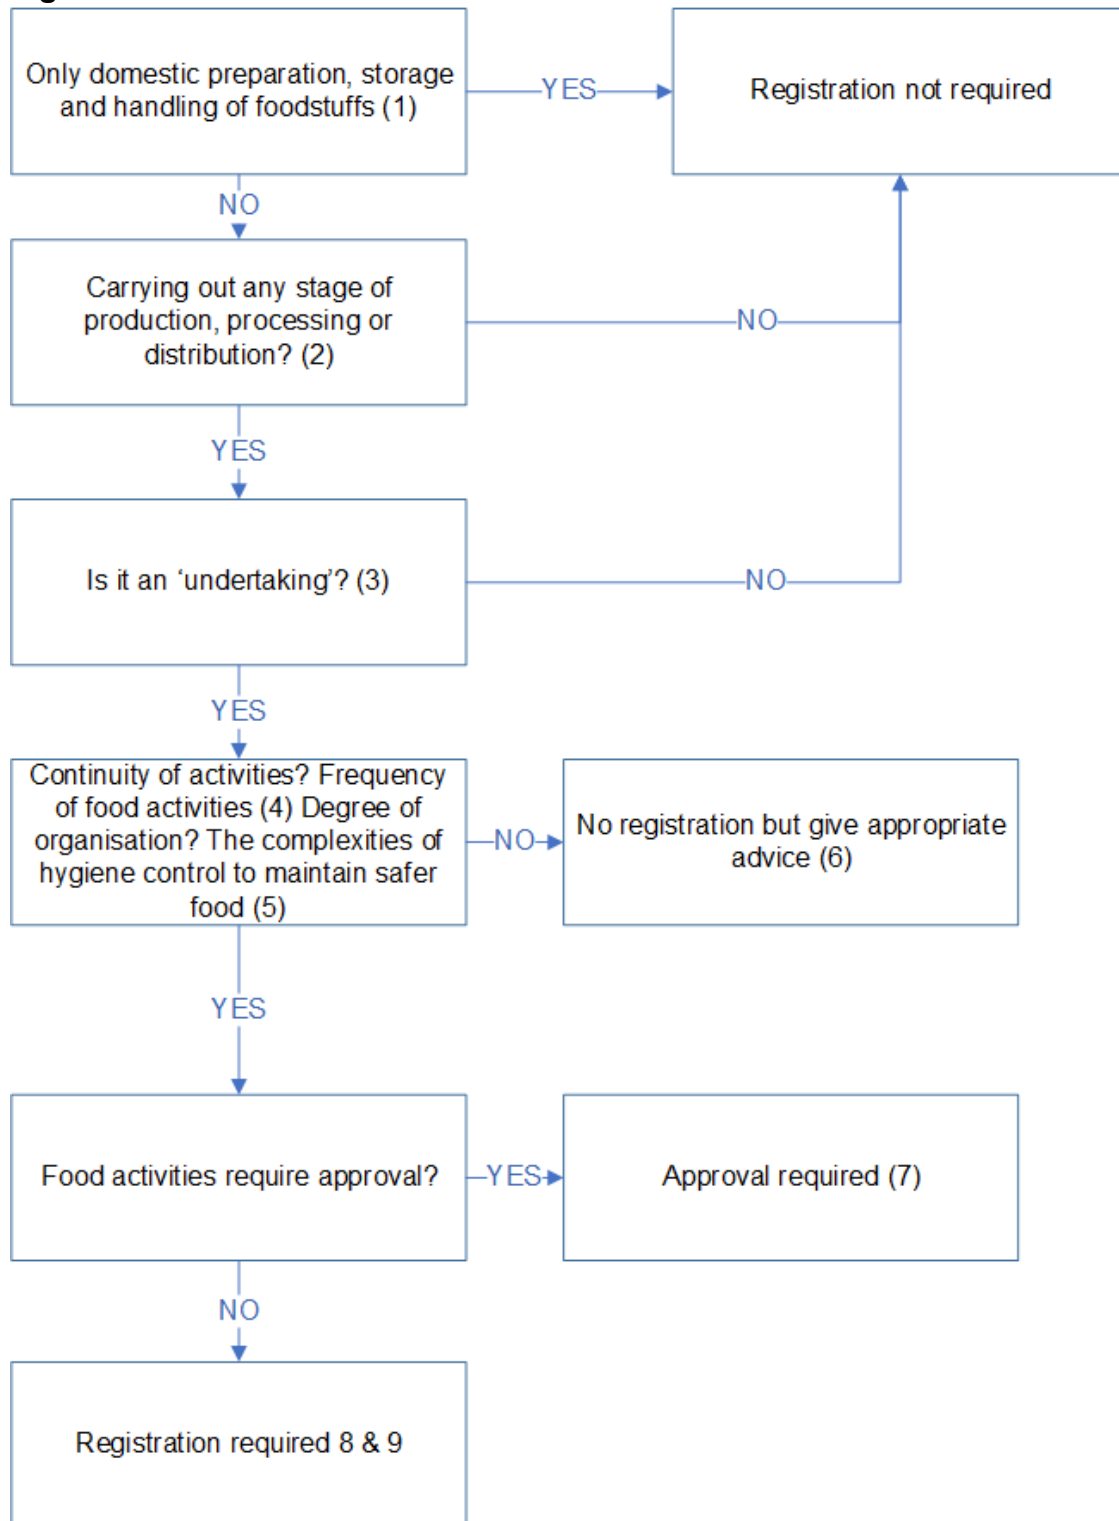 Only domestic preparation, storage
and handling of foodstuffs (1)
YES
Registration not required
NO
Carrying out any stage of
production, processing or
distribution? (2)
NO
YES
Is it an ‘undertaking’? (3)
NO
YES
Continuity of activities? Frequency
of food activities (4) Degree of
organisation? The complexities of
hygiene control to maintain safer
food (5)
NO
No registration but give appropriate
advice (6)
YES
Food activities require approval?
YES
Approval required (7)
NO
Registration required 8 & 9